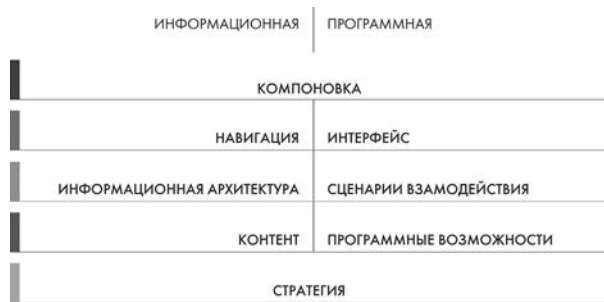 ИНФОРМАЦИОННАЯ ПРОГРАММНАЯ
КОМПОНОВКА
НАВИГАЦИЯ ИНТЕРФЕЙС
ИНФОРМАЦИОННАЯ АРХИТЕКТУРА СЦЕНАРИИ ВЗАМОДЕЙСТВИЯ
КОНТЕНТ ПРОГРАММНЫЕ ВОЗМОЖНОСТИ
СТРАТЕГИЯ